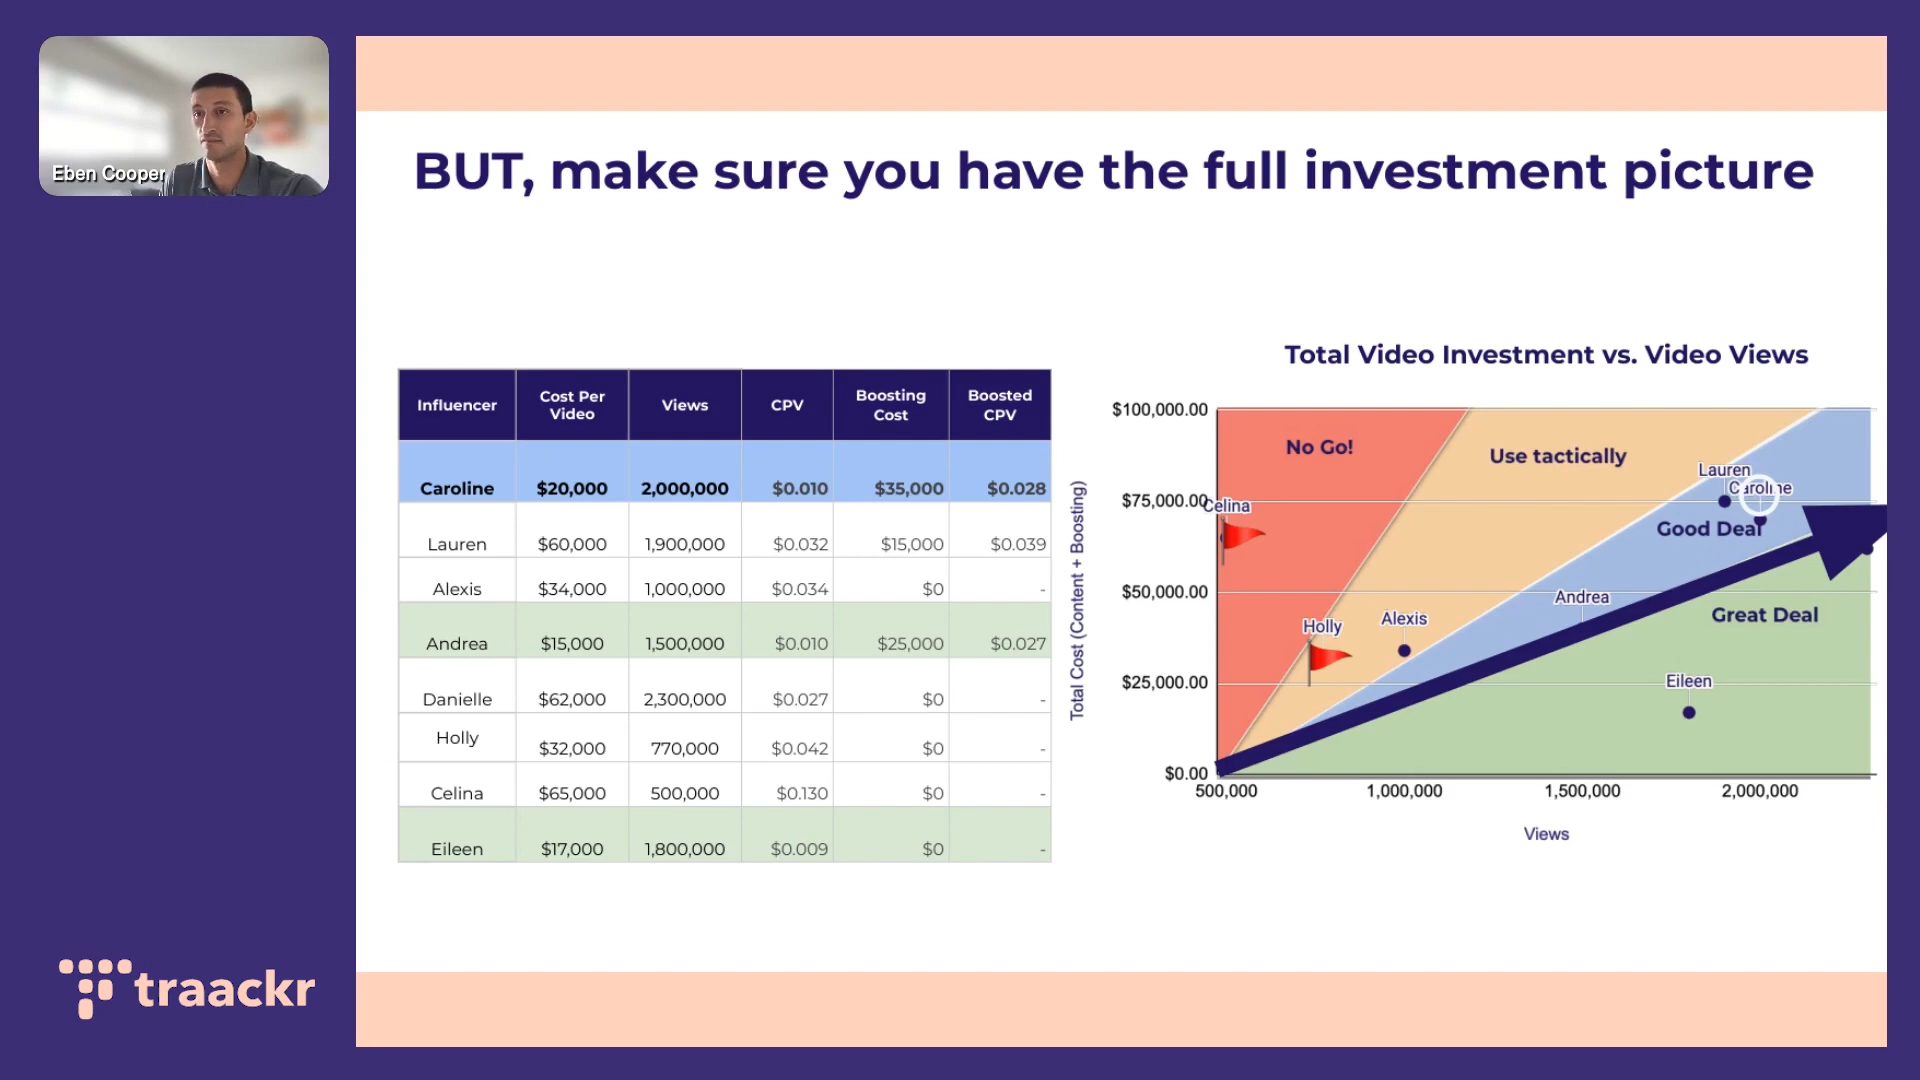 Eben Cooper
BUT, make sure you have the full investment picture
Influencer Cost Per Video Views CPV Boosting Cost Boosted CPV
Caroline $20,000 2,000,000 $0.010 $35,000 $0.028
Lauren $60,000 1,900,000 $0.032 $15,000 $0.039
Alexis $34,000 1,000,000 $0.034 $0 -
Andrea $15,000 1,500,000 $0.010 $25,000 $0.027
Danielle $62,000 2,300,000 $0.027 $0 -
Holly $32,000 770,000 $0.042 $0 -
Celina $65,000 500,000 $0.130 $0 -
Eileen $17,000 1,800,000 $0.009 $0 -
Total Video Investment vs. Video Views
Total Cost (Content + Boosting)
$100,000.00
$75,000.00
$50,000.00
$25,000.00
$0.00
No Go!
Use tactically
Lauren
Caroline
Celina
Good Deal
Andrea
Great Deal
Alexis
Holly
Eileen
500,000 1,000,000 1,500,000 2,000,000
Views
traackr